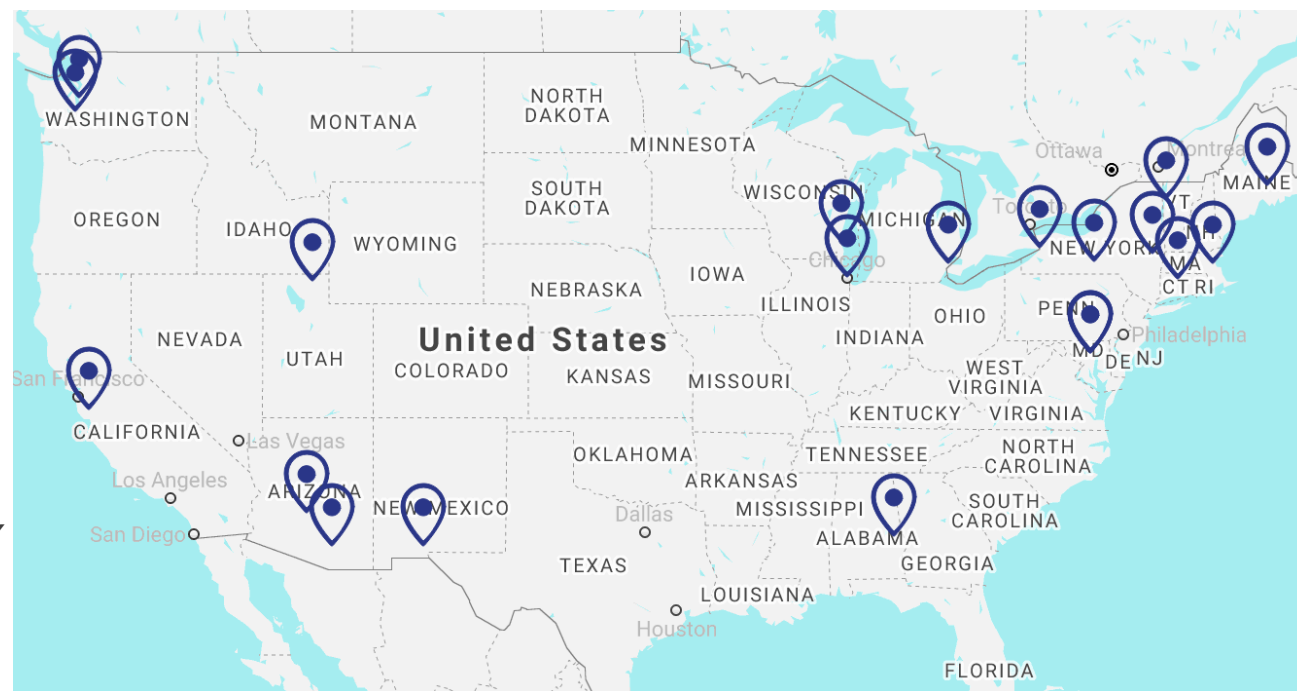 WASHINGTON
MONTANA
NORTH
DAKOTA
MINNESOTA
Ottawa
Montreal
MAINE
OREGON
IDAHO
WYOMING
SOUTH
DAKOTA
WISCONSIN
MICHIGAN
Toronto
VT
NH
NEW YORK
MA
CT RI
IOWA
Chicago
NEBRASKA
ILLINOIS
INDIANA
OHIO
PENN
Philadelphia
MD
DE
NJ
NEVADA
UTAH
United States
COLORADO
KANSAS
MISSOURI
WEST
VIRGINIA
San Francisco
CALIFORNIA
Las Vegas
KENTUCKY
VIRGINIA
OKLAHOMA
TENNESSEE
NORTH
CAROLINA
Los Angeles
ARIZONA
NEW MEXICO
ARKANSAS
MISSISSIPPI
SOUTH
CAROLINA
San Diego
Dallas
ALABAMA
TEXAS
GEORGIA
LOUISIANA
Houston
FLORIDA